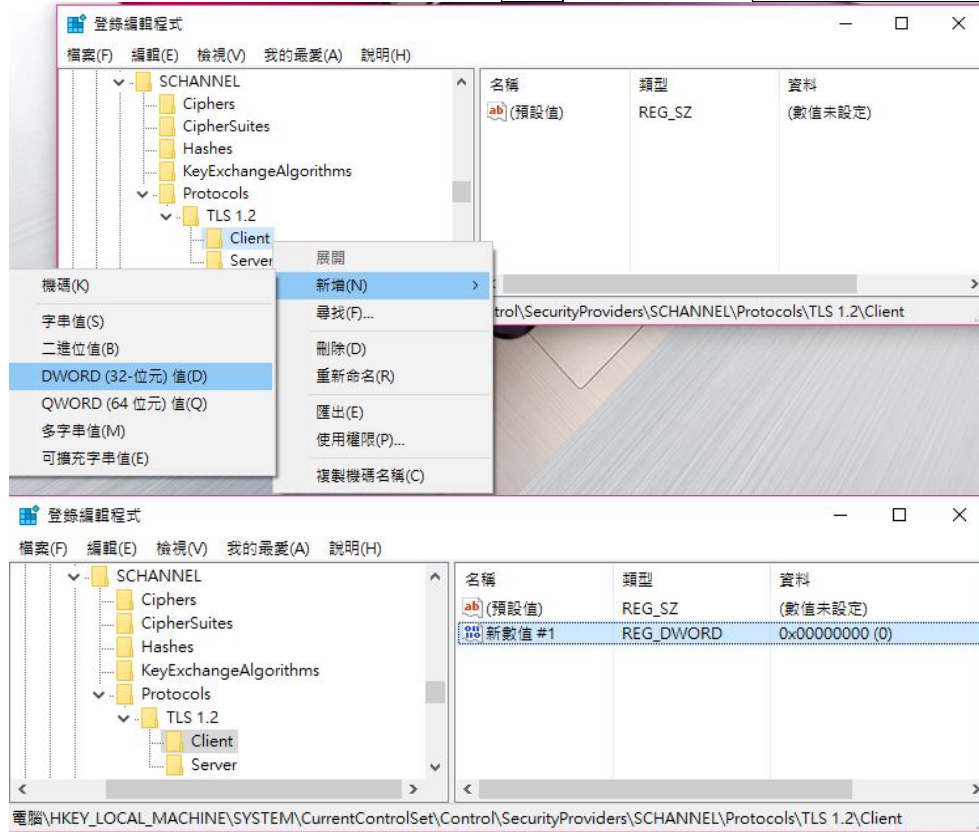 登錄編輯程式
檔案(F) 編輯(E) 檢視(V) 我的最愛(A) 說明(H)
SCHANNEL
Ciphers
CipherSuites
Hashes
KeyExchangeAlgorithms
Protocols
TLS 1.2
Client
Server
名稱 類型 資料
(預設值) REG_SZ (數值未設定)
trol\SecurityProviders\SCHANNEL\Protocols\TLS 1.2\Client
展開
新增(N)
尋找(F)...
刪除(D)
重新命名(R)
匯出(E)
使用權限(P)...
複製機碼名稱(C)
機碼(K)
字串值(S)
二進位值(B)
DWORD (32-位元) 值(D)
QWORD (64 位元) 值(Q)
多字串值(M)
可擴充字串值(E)
登錄編輯程式
檔案(F) 編輯(E) 檢視(V) 我的最愛(A) 說明(H)
SCHANNEL
Ciphers
CipherSuites
Hashes
KeyExchangeAlgorithms
Protocols
TLS 1.2
Client
Server
名稱 類型 資料
(預設值) REG_SZ (數值未設定)
新數值 #1 REG_DWORD 0x00000000 (0)
電腦\HKEY_LOCAL_MACHINE\SYSTEM\CurrentControlSet\Control\SecurityProviders\SCHANNEL\Protocols\TLS 1.2\Client